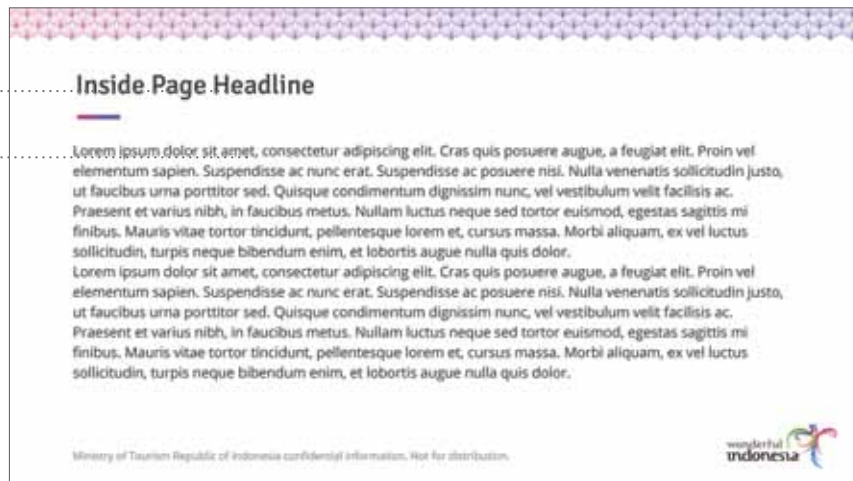 Inside Page Headline
Lorem ipsum dolor sit amet, consectetur adipiscing elit. Cras quis posuere augue, a feugiat elit. Proin vel
elementum sapien. Suspendisse ac nunc erat. Suspendisse ac posuere nisi. Nulla venenatis sollicitudin justo,
ut faucibus urna porttitor sed. Quisque condimentum dignissim nunc, vel vestibulum velit facilisis ac.
Praesent et varius nibh, in faucibus metus. Nullam luctus neque sed tortor euismod, egestas sagittis mi
finibus. Mauris vitae tortor tincidunt, pellentesque lorem et, cursus massa. Morbi aliquam, ex vel luctus
sollicitudin, turpis neque bibendum enim, et lobortis augue nulla quis dolor.
Lorem ipsum dolor sit amet, consectetur adipiscing elit. Cras quis posuere augue, a feugiat elit. Proin vel
elementum sapien. Suspendisse ac nunc erat. Suspendisse ac posuere nisi. Nulla venenatis sollicitudin justo,
ut faucibus urna porttitor sed. Quisque condimentum dignissim nunc, vel vestibulum velit facilisis ac.
Praesent et varius nibh, in faucibus metus. Nullam luctus neque sed tortor euismod, egestas sagittis mi
finibus. Mauris vitae tortor tincidunt, pellentesque lorem et, cursus massa. Morbi aliquam, ex vel luctus
sollicitudin, turpis neque bibendum enim, et lobortis augue nulla quis dolor.
Ministry of Tourism Republic of Indonesia confidential information. Not for distribution.
wonderful
indonesia